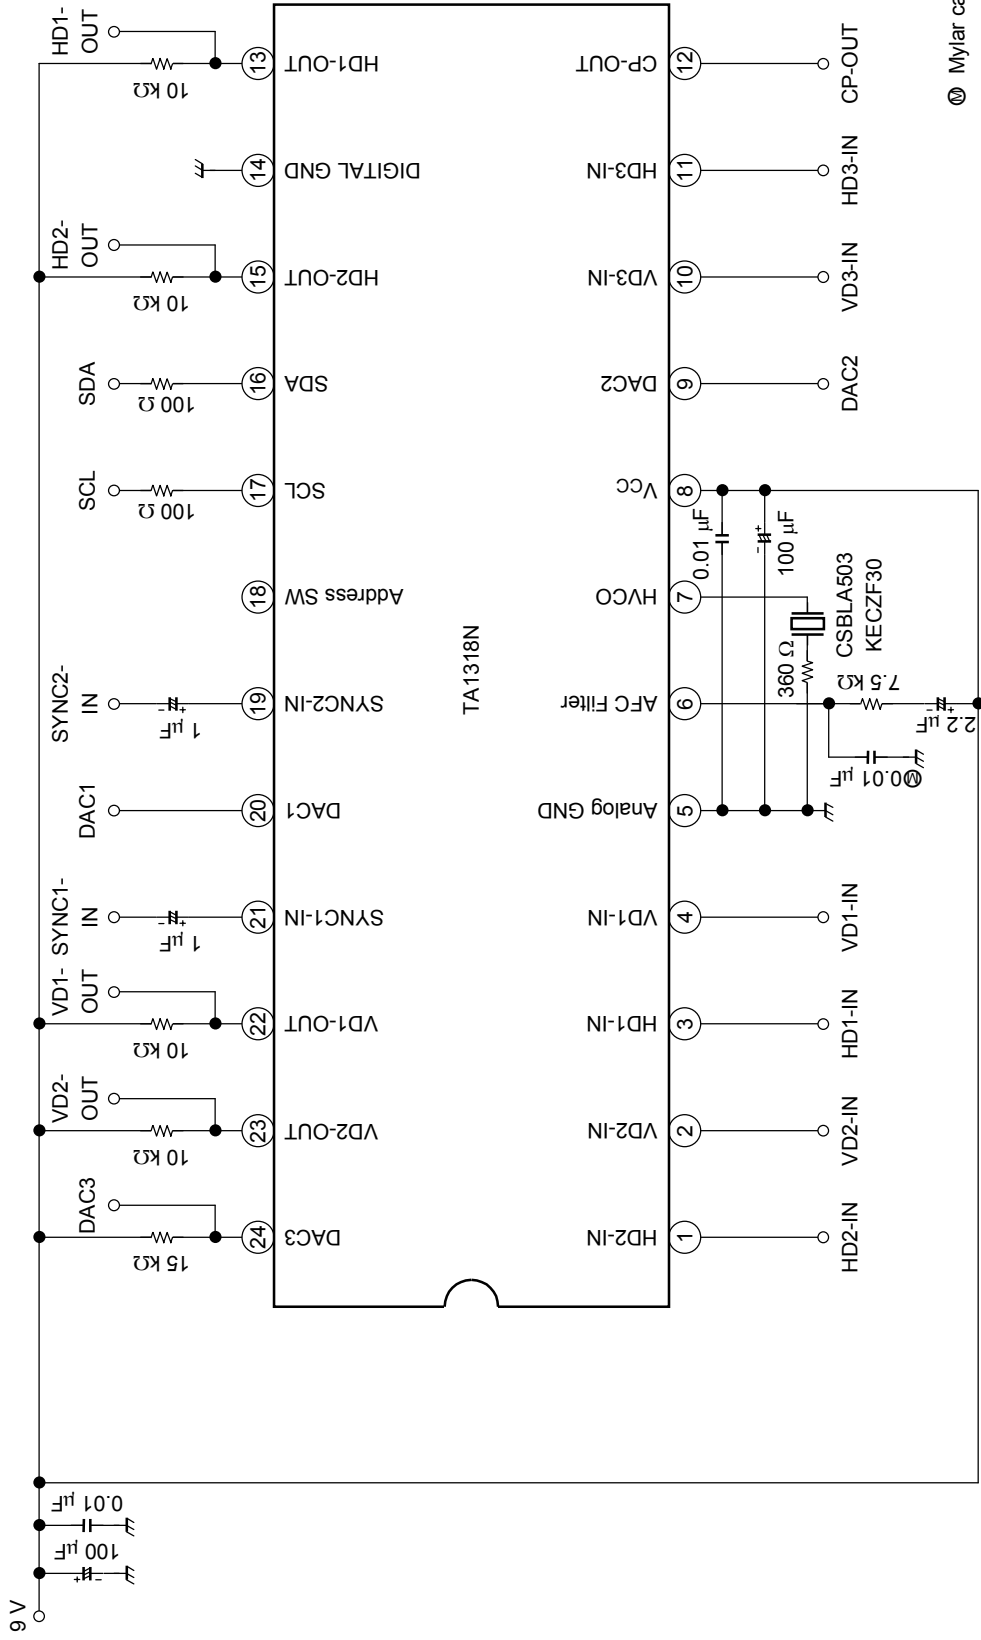 HD1-
OUT
10 kΩ
13
HD1-OUT
14
DIGITAL GND
HD2-
OUT
10 kΩ
15
HD2-OUT
SDA
100 Ω
16
SDA
SCL
100 Ω
17
SCL
18
Address SW
SYNC2-
IN
1 µF
19
SYNC2-IN
DAC1
20
DAC1
SYNC1-
IN
1 µF
21
SYNC1-IN
VD1-
OUT
10 kΩ
22
VD1-OUT
VD2-
OUT
10 kΩ
23
VD2-OUT
DAC3
15 kΩ
24
DAC3
TA1318N
CP-OUT
12
CP-OUT
HD3-IN
11
HD3-IN
VD3-IN
10
VD3-IN
DAC2
9
DAC2
VCC
8
0.01 µF
100 µF
HVCO
7
CSBLA503
KECZF30
360 Ω
AFC Filter
6
7.5 kΩ
2.2 µF
Ⓜ0.01
µF
Analog GND
5
VD1-IN
4
VD1-IN
HD1-IN
3
HD1-IN
VD2-IN
2
VD2-IN
HD2-IN
1
HD2-IN
0.01 µF
100 µF
9 V
Ⓜ Mylar ca